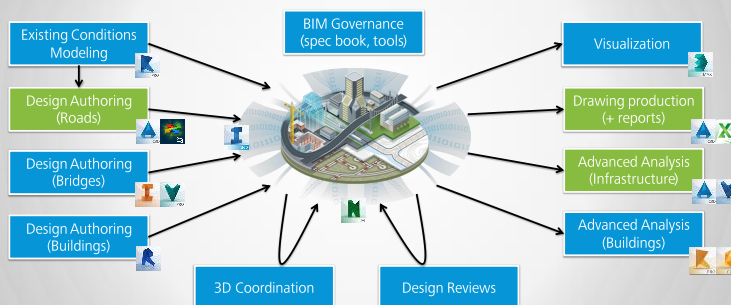 BIM Governance
(spec book, tools)
Existing Conditions
Modeling
Design Authoring
(Roads)
Design Authoring
(Bridges)
Design Authoring
(Buildings)
Visualization
Drawing production
(+ reports)
Advanced Analysis
(Infrastructure)
Advanced Analysis
(Buildings)
3D Coordination
Design Reviews